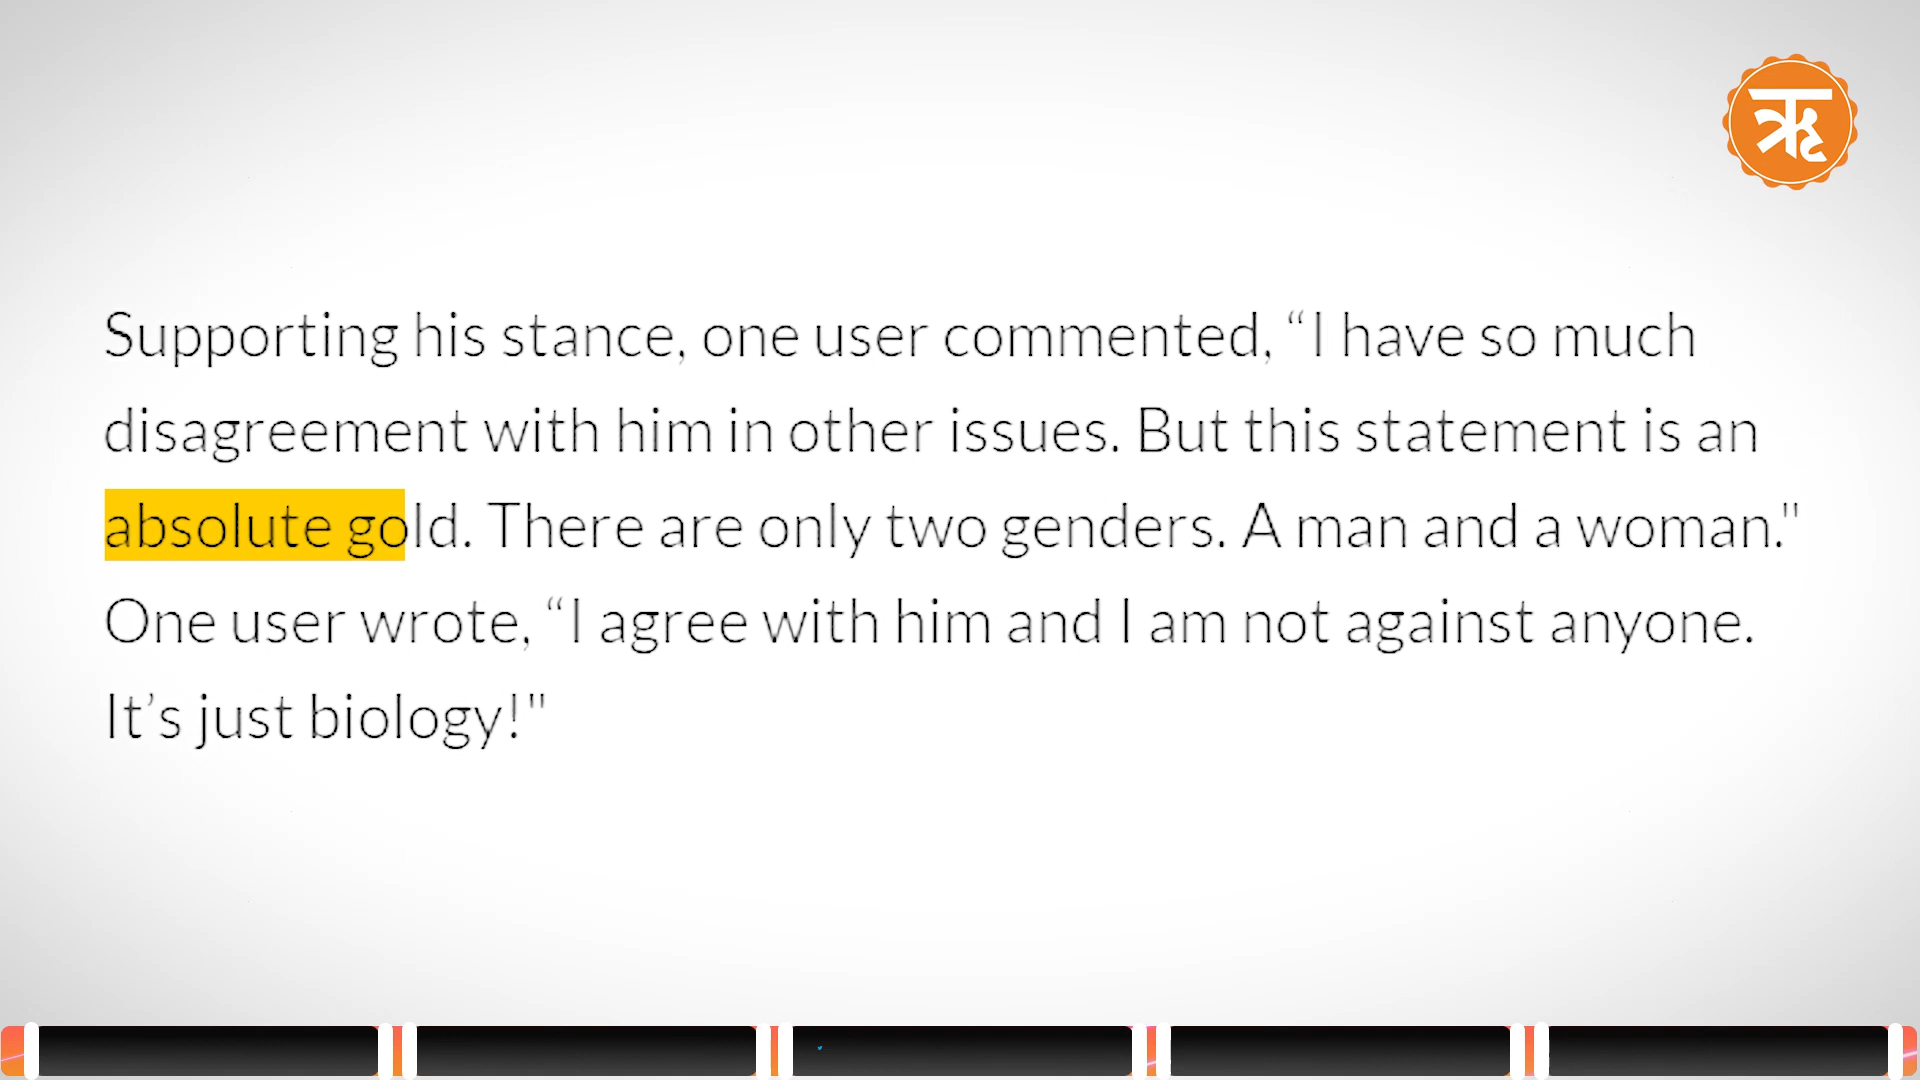 ऋ
Supporting his stance, one user commented, “I have so much
disagreement with him in other issues. But this statement is an
absolute gold. There are only two genders. A man and a woman."
One user wrote, “I agree with him and I am not against anyone.
It’s just biology!"